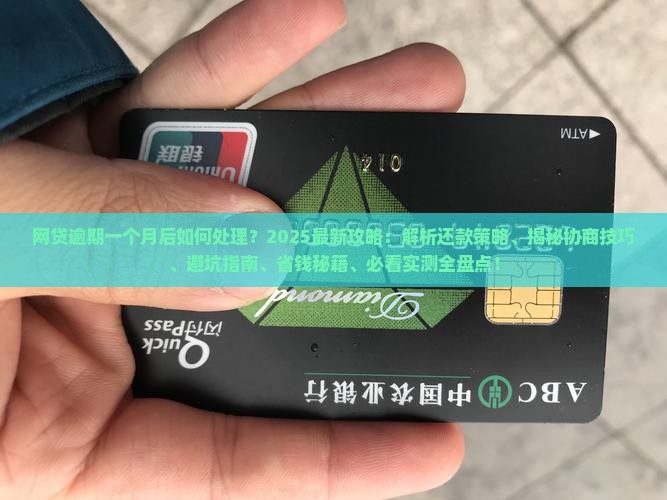 网贷逾期一个月后如何处理？2025最新攻略：解析还款策略、揭秘协商技巧
、避坑指南、省钱秘籍、必看实测全盘点！
ATM
银联
UnionPay
014
Diamond
Quick
闪付Pass
ABC 中国农业银行